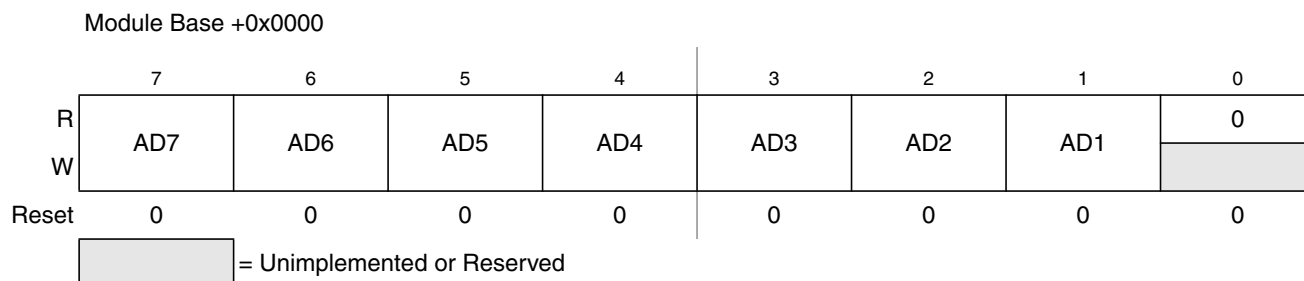 Module Base +0x0000
7 6 5 4 3 2 1 0
R AD7 AD6 AD5 AD4 AD3 AD2 AD1 0
W
Reset 0 0 0 0 0 0 0 0
= Unimplemented or Reserved